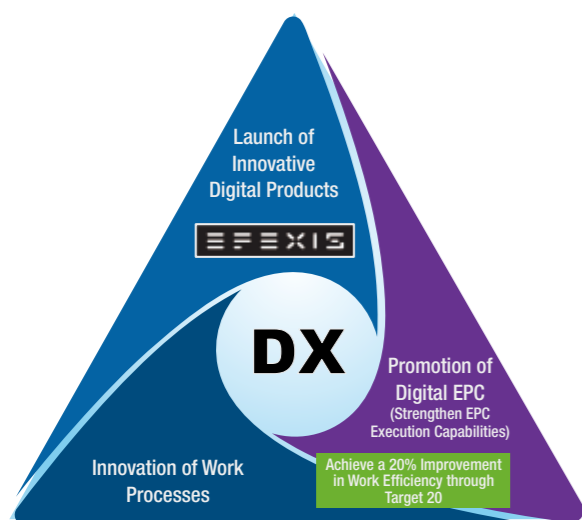 Launch of
Innovative
Digital Products
EFEXIS
DX
Promotion of
Digital EPC
(Strengthen EPC
Execution Capabilities)
Innovation of Work
Processes
Achieve a 20% Improvement
in Work Efficiency through
Target 20